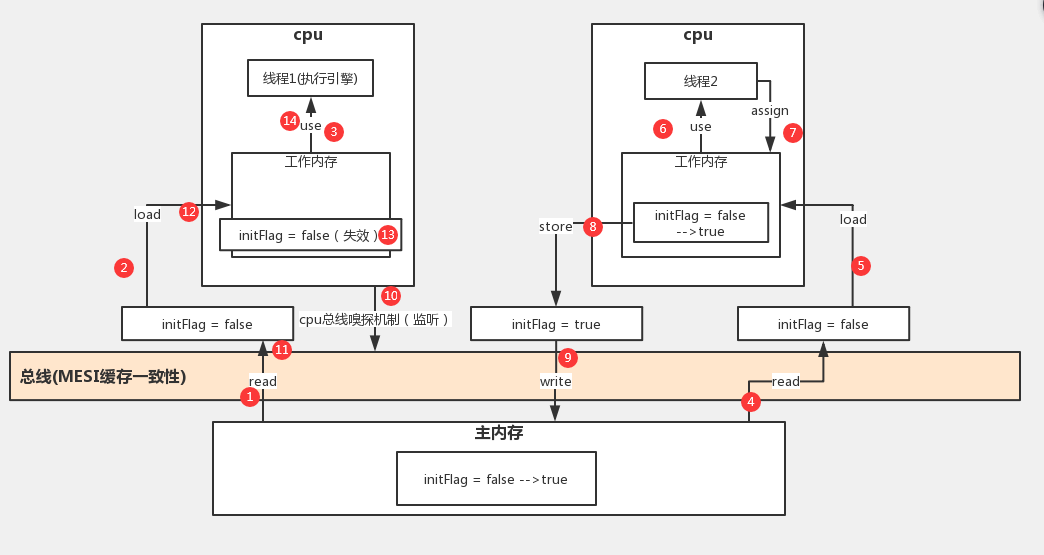 cpu
线程1(执行引擎)
14
use
3
工作内存
load
12
initFlag = false ( 失效 )
13
2
10
initFlag = false
cpu总线嗅探机制 ( 监听 )
11
cpu
线程2
assign
6
use
7
工作内存
initFlag = false
-->true
store
8
load
5
initFlag = true
initFlag = false
9
总线(MESI缓存一致性)
read
write
read
1
4
主内存
initFlag = false -->true